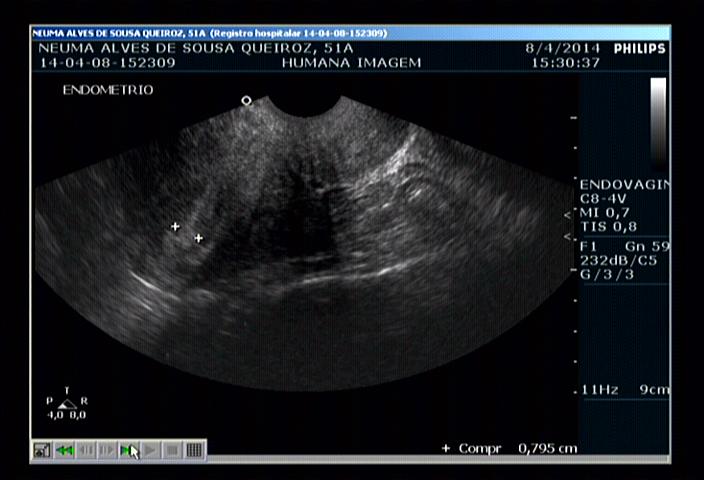 NEUMA ALVES DE SOUSA QUEIROZ, 51A (Registro hospitalar 14-04-08-152309)
NEUMA ALVES DE SOUSA QUEIROZ, 51A 8/4/2014 PHILIPS
14-04-08-152309 HUMANA IMAGEM 15:30:37
ENDOMETRIO
ENDOVAGIN
C8-4V
MI 0,7
TIS 0,8
F1 Gn 59
232dB/C5
G/3/3
11Hz 9cm
T
P R
4,0 8,0
+ Compr 0,795 cm